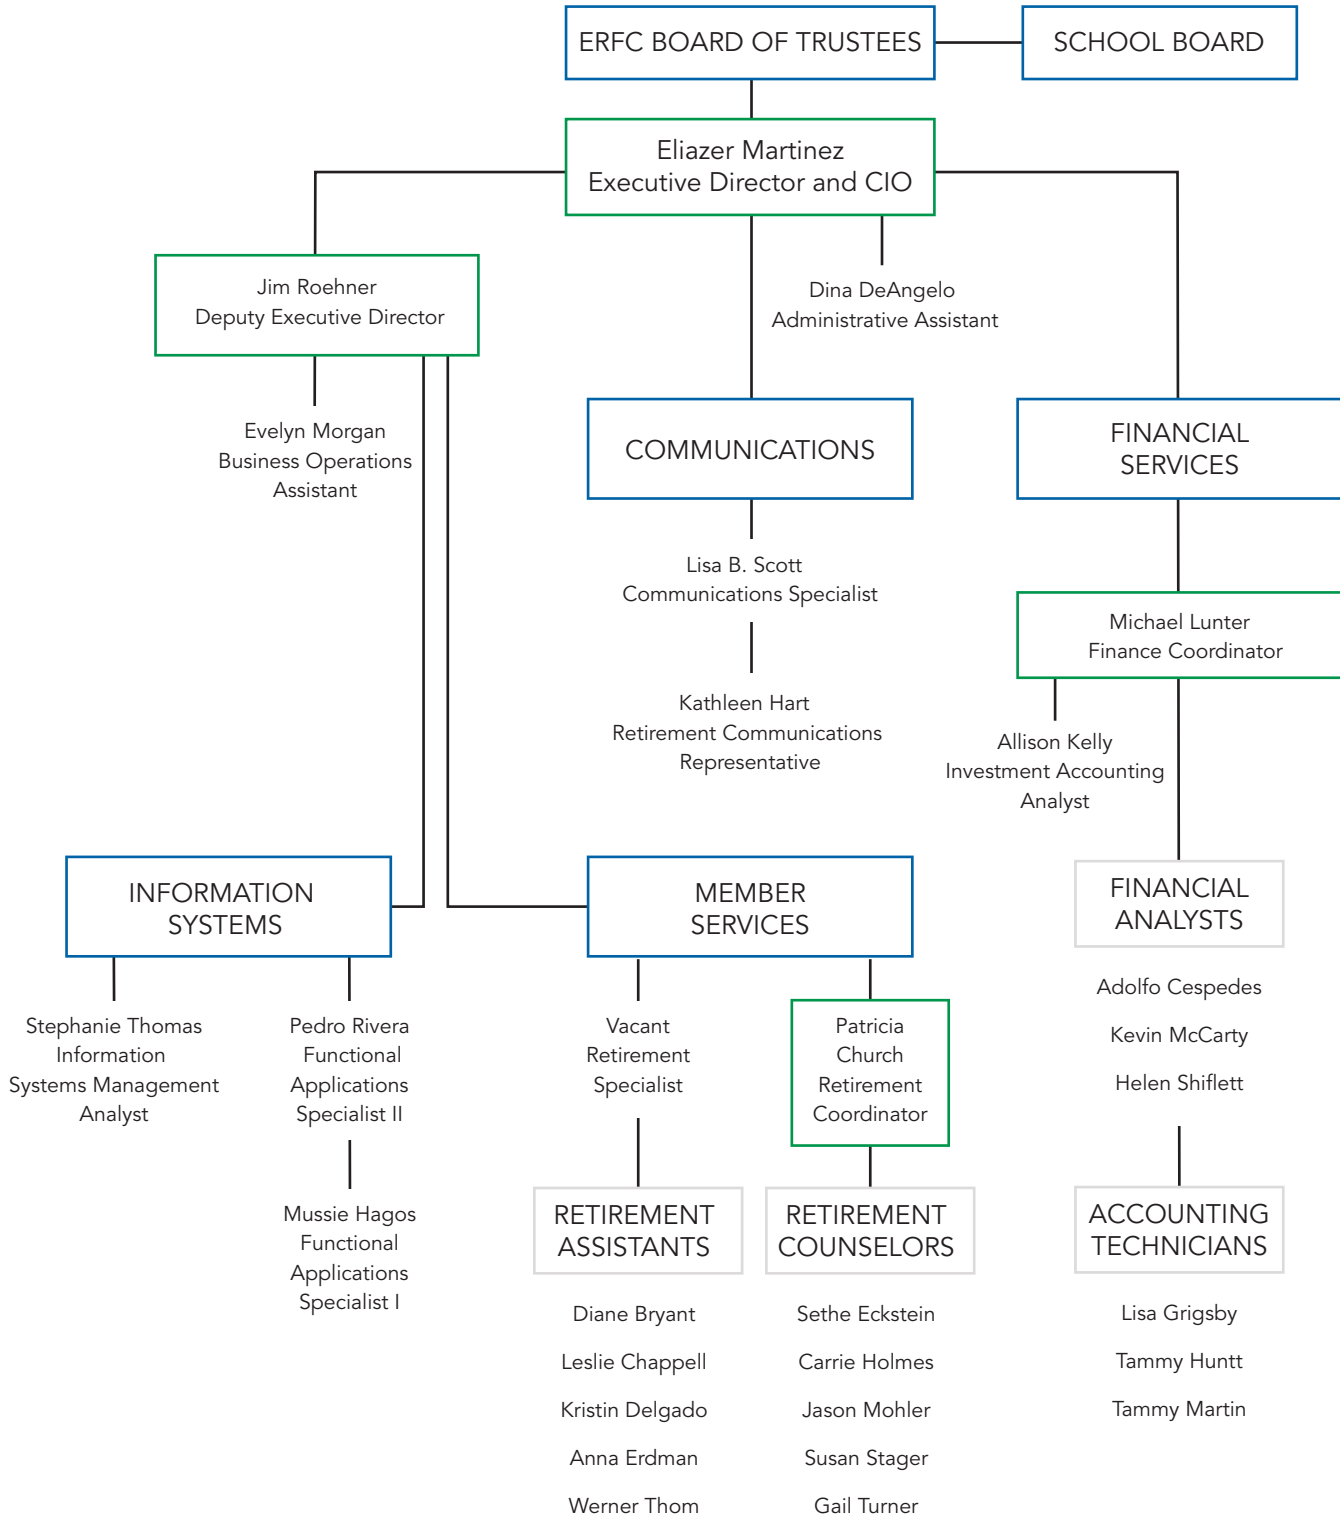 ERFC BOARD OF TRUSTEES
SCHOOL BOARD
Eliazer Martinez
Executive Director and CIO
Jim Roehner
Deputy Executive Director
Dina DeAngelo
Administrative Assistant
Evelyn Morgan
Business Operations
Assistant
COMMUNICATIONS
FINANCIAL
SERVICES
Lisa B. Scott
Communications Specialist
Michael Lunter
Finance Coordinator
Kathleen Hart
Retirement Communications
Representative
Allison Kelly
Investment Accounting
Analyst
INFORMATION
SYSTEMS
MEMBER
SERVICES
FINANCIAL
ANALYSTS
Adolfo Cespedes
Kevin McCarty
Helen Shiflett
Stephanie Thomas
Information
Systems Management
Analyst
Pedro Rivera
Functional
Applications
Specialist II
Vacant
Retirement
Specialist
Patricia
Church
Retirement
Coordinator
Mussie Hagos
Functional
Applications
Specialist I
RETIREMENT
ASSISTANTS
RETIREMENT
COUNSELORS
ACCOUNTING
TECHNICIANS
Diane Bryant
Leslie Chappell
Kristin Delgado
Anna Erdman
Werner Thom
Sethe Eckstein
Carrie Holmes
Jason Mohler
Susan Stager
Gail Turner
Lisa Grigsby
Tammy Huntt
Tammy Martin